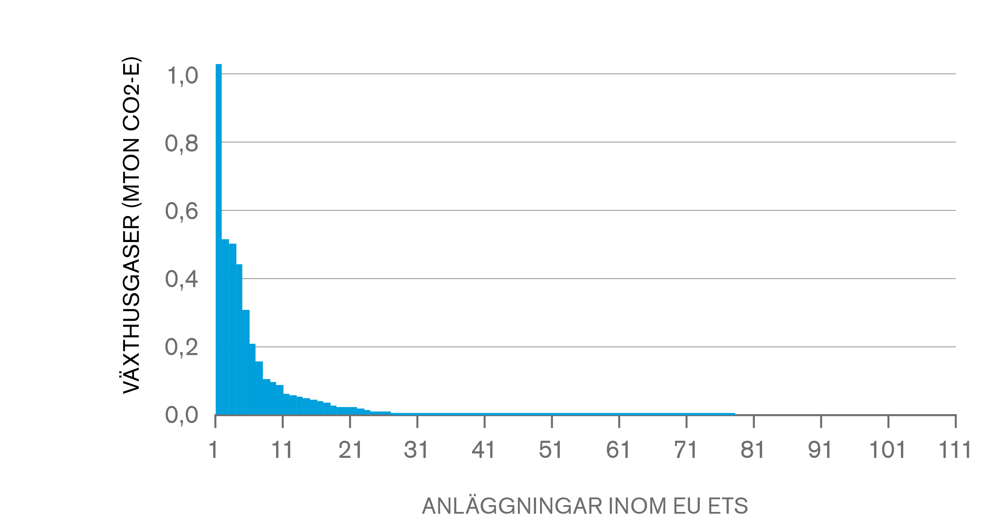 VÄXTHUSGASER (MTON CO2-E)
1,0
0,8
0,6
0,4
0,2
0,0
1 11 21 31 41 51 61 71 81 91 101 111
ANLÄGGNINGAR INOM EU ETS